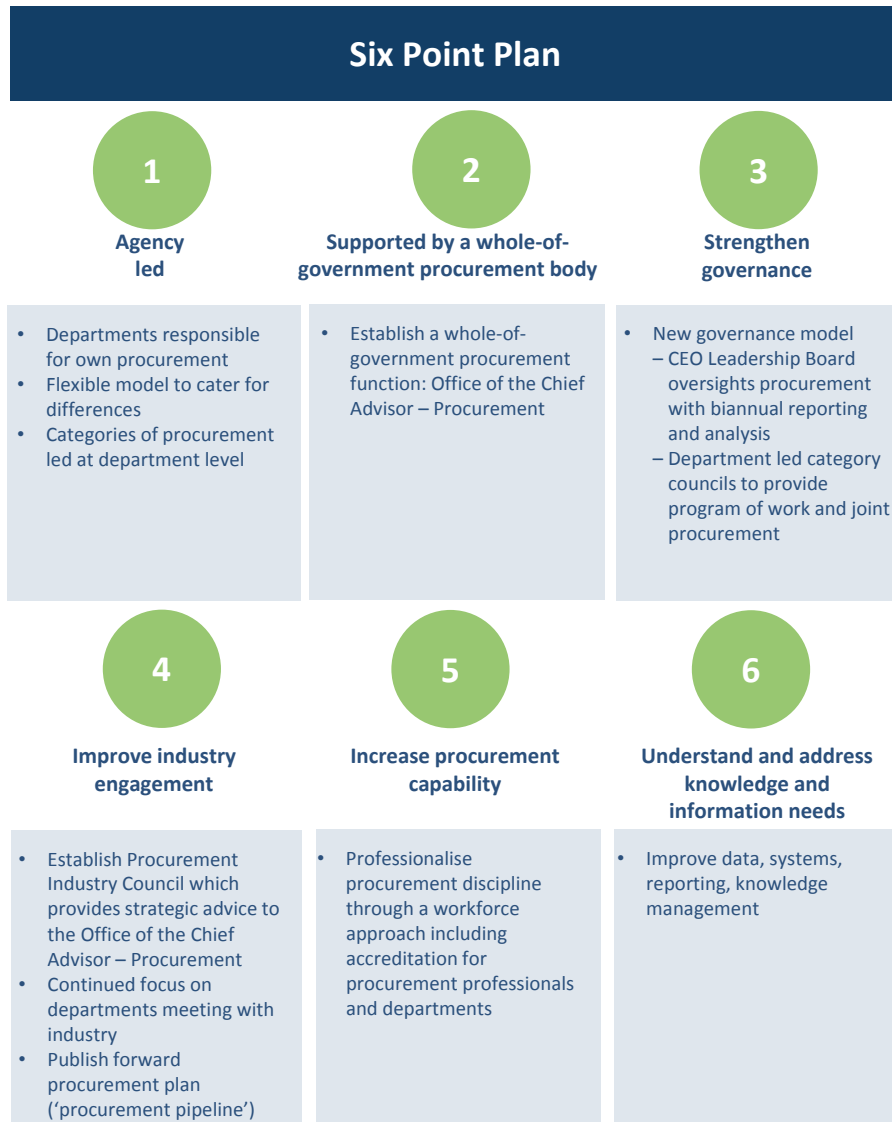 Six Point Plan
1
Agency
led
• Departments responsible
for own procurement
• Flexible model to cater for
differences
• Categories of procurement
led at department level
2
Supported by a whole-of-
government procurement body
• Establish a whole-of-
government procurement
function: Office of the Chief
Advisor – Procurement
3
Strengthen
governance
• New governance model
– CEO Leadership Board
oversights procurement
with biannual reporting
and analysis
– Department led category
councils to provide
program of work and joint
procurement
4
Improve industry
engagement
• Establish Procurement
Industry Council which
provides strategic advice to
the Office of the Chief
Advisor – Procurement
• Continued focus on
departments meeting with
industry
• Publish forward
procurement plan
(‘procurement pipeline’)
5
Increase procurement
capability
• Professionalise
procurement discipline
through a workforce
approach including
accreditation for
procurement professionals
and departments
6
Understand and address
knowledge and
information needs
• Improve data, systems,
reporting, knowledge
management